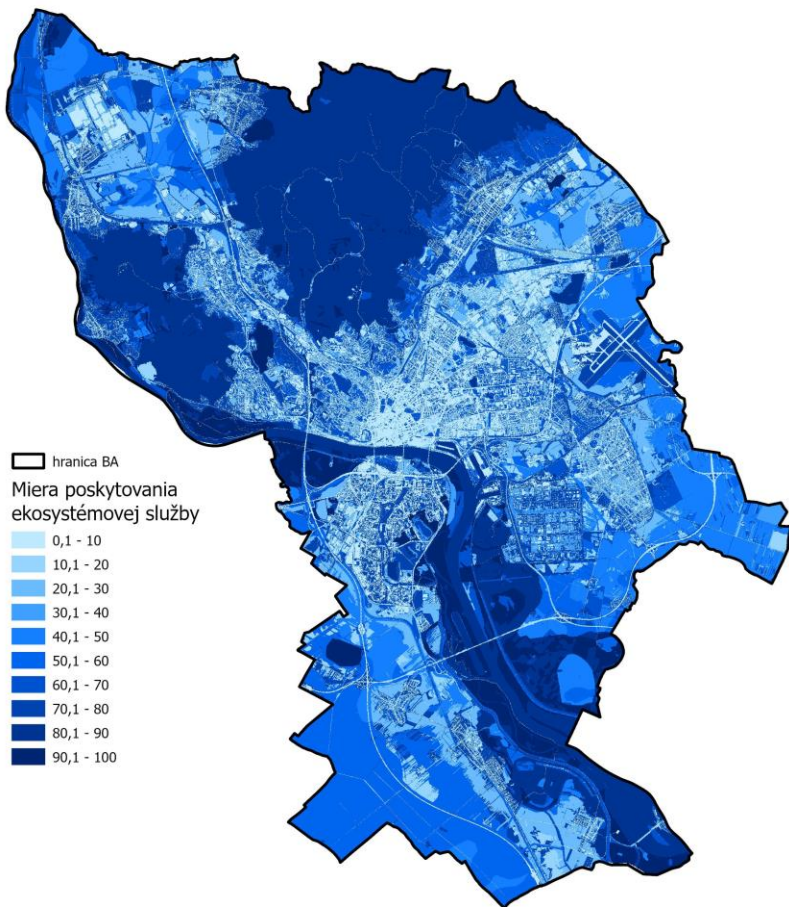 hranica BA
Miera poskytovania
ekosystémovej služby
0,1 - 10
10,1 - 20
20,1 - 30
30,1 - 40
40,1 - 50
50,1 - 60
60,1 - 70
70,1 - 80
80,1 - 90
90,1 - 100